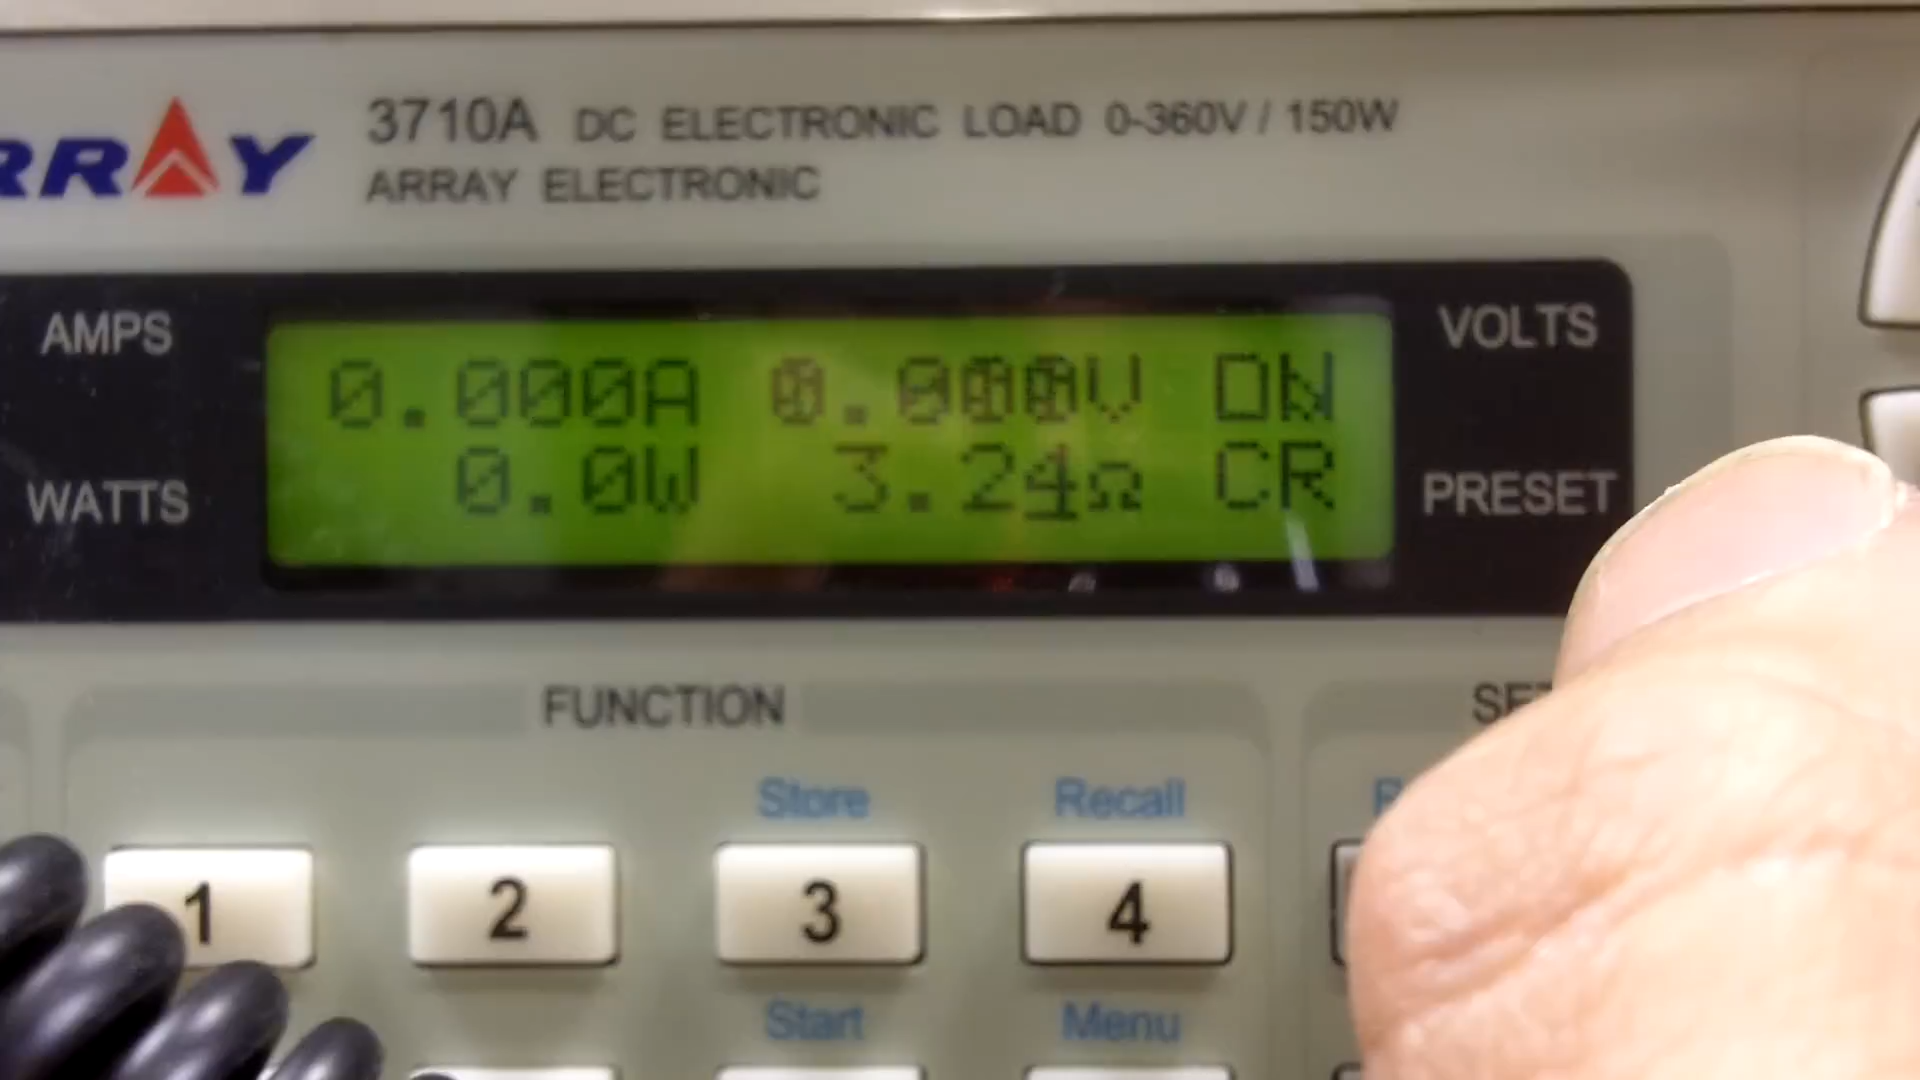 RRAY
3710A DC ELECTRONIC LOAD 0-360V / 150W
ARRAY ELECTRONIC
AMPS
VOLTS
0.000A 0.000V ON
0.0W 3.24Ω CR
WATTS
PRESET
FUNCTION
Store
Recall
1
2
3
4
Start
Menu